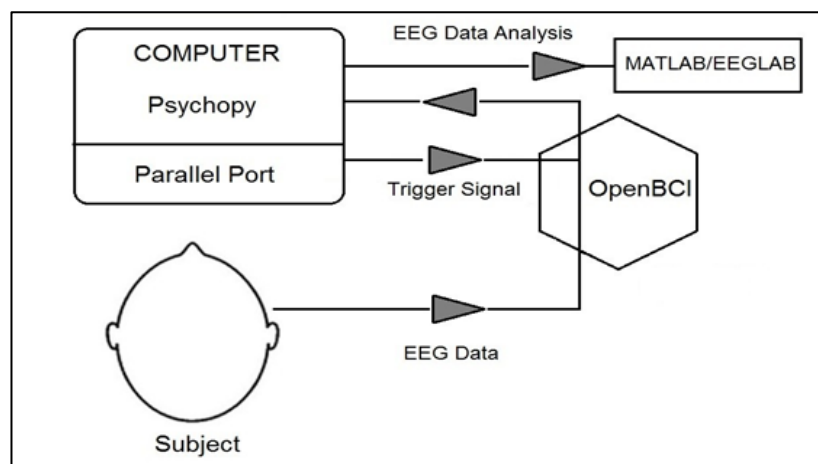 EEG Data Analysis
COMPUTER
MATLAB/EEGLAB
Psychopy
Parallel Port
Trigger Signal
OpenBCI
EEG Data
Subject